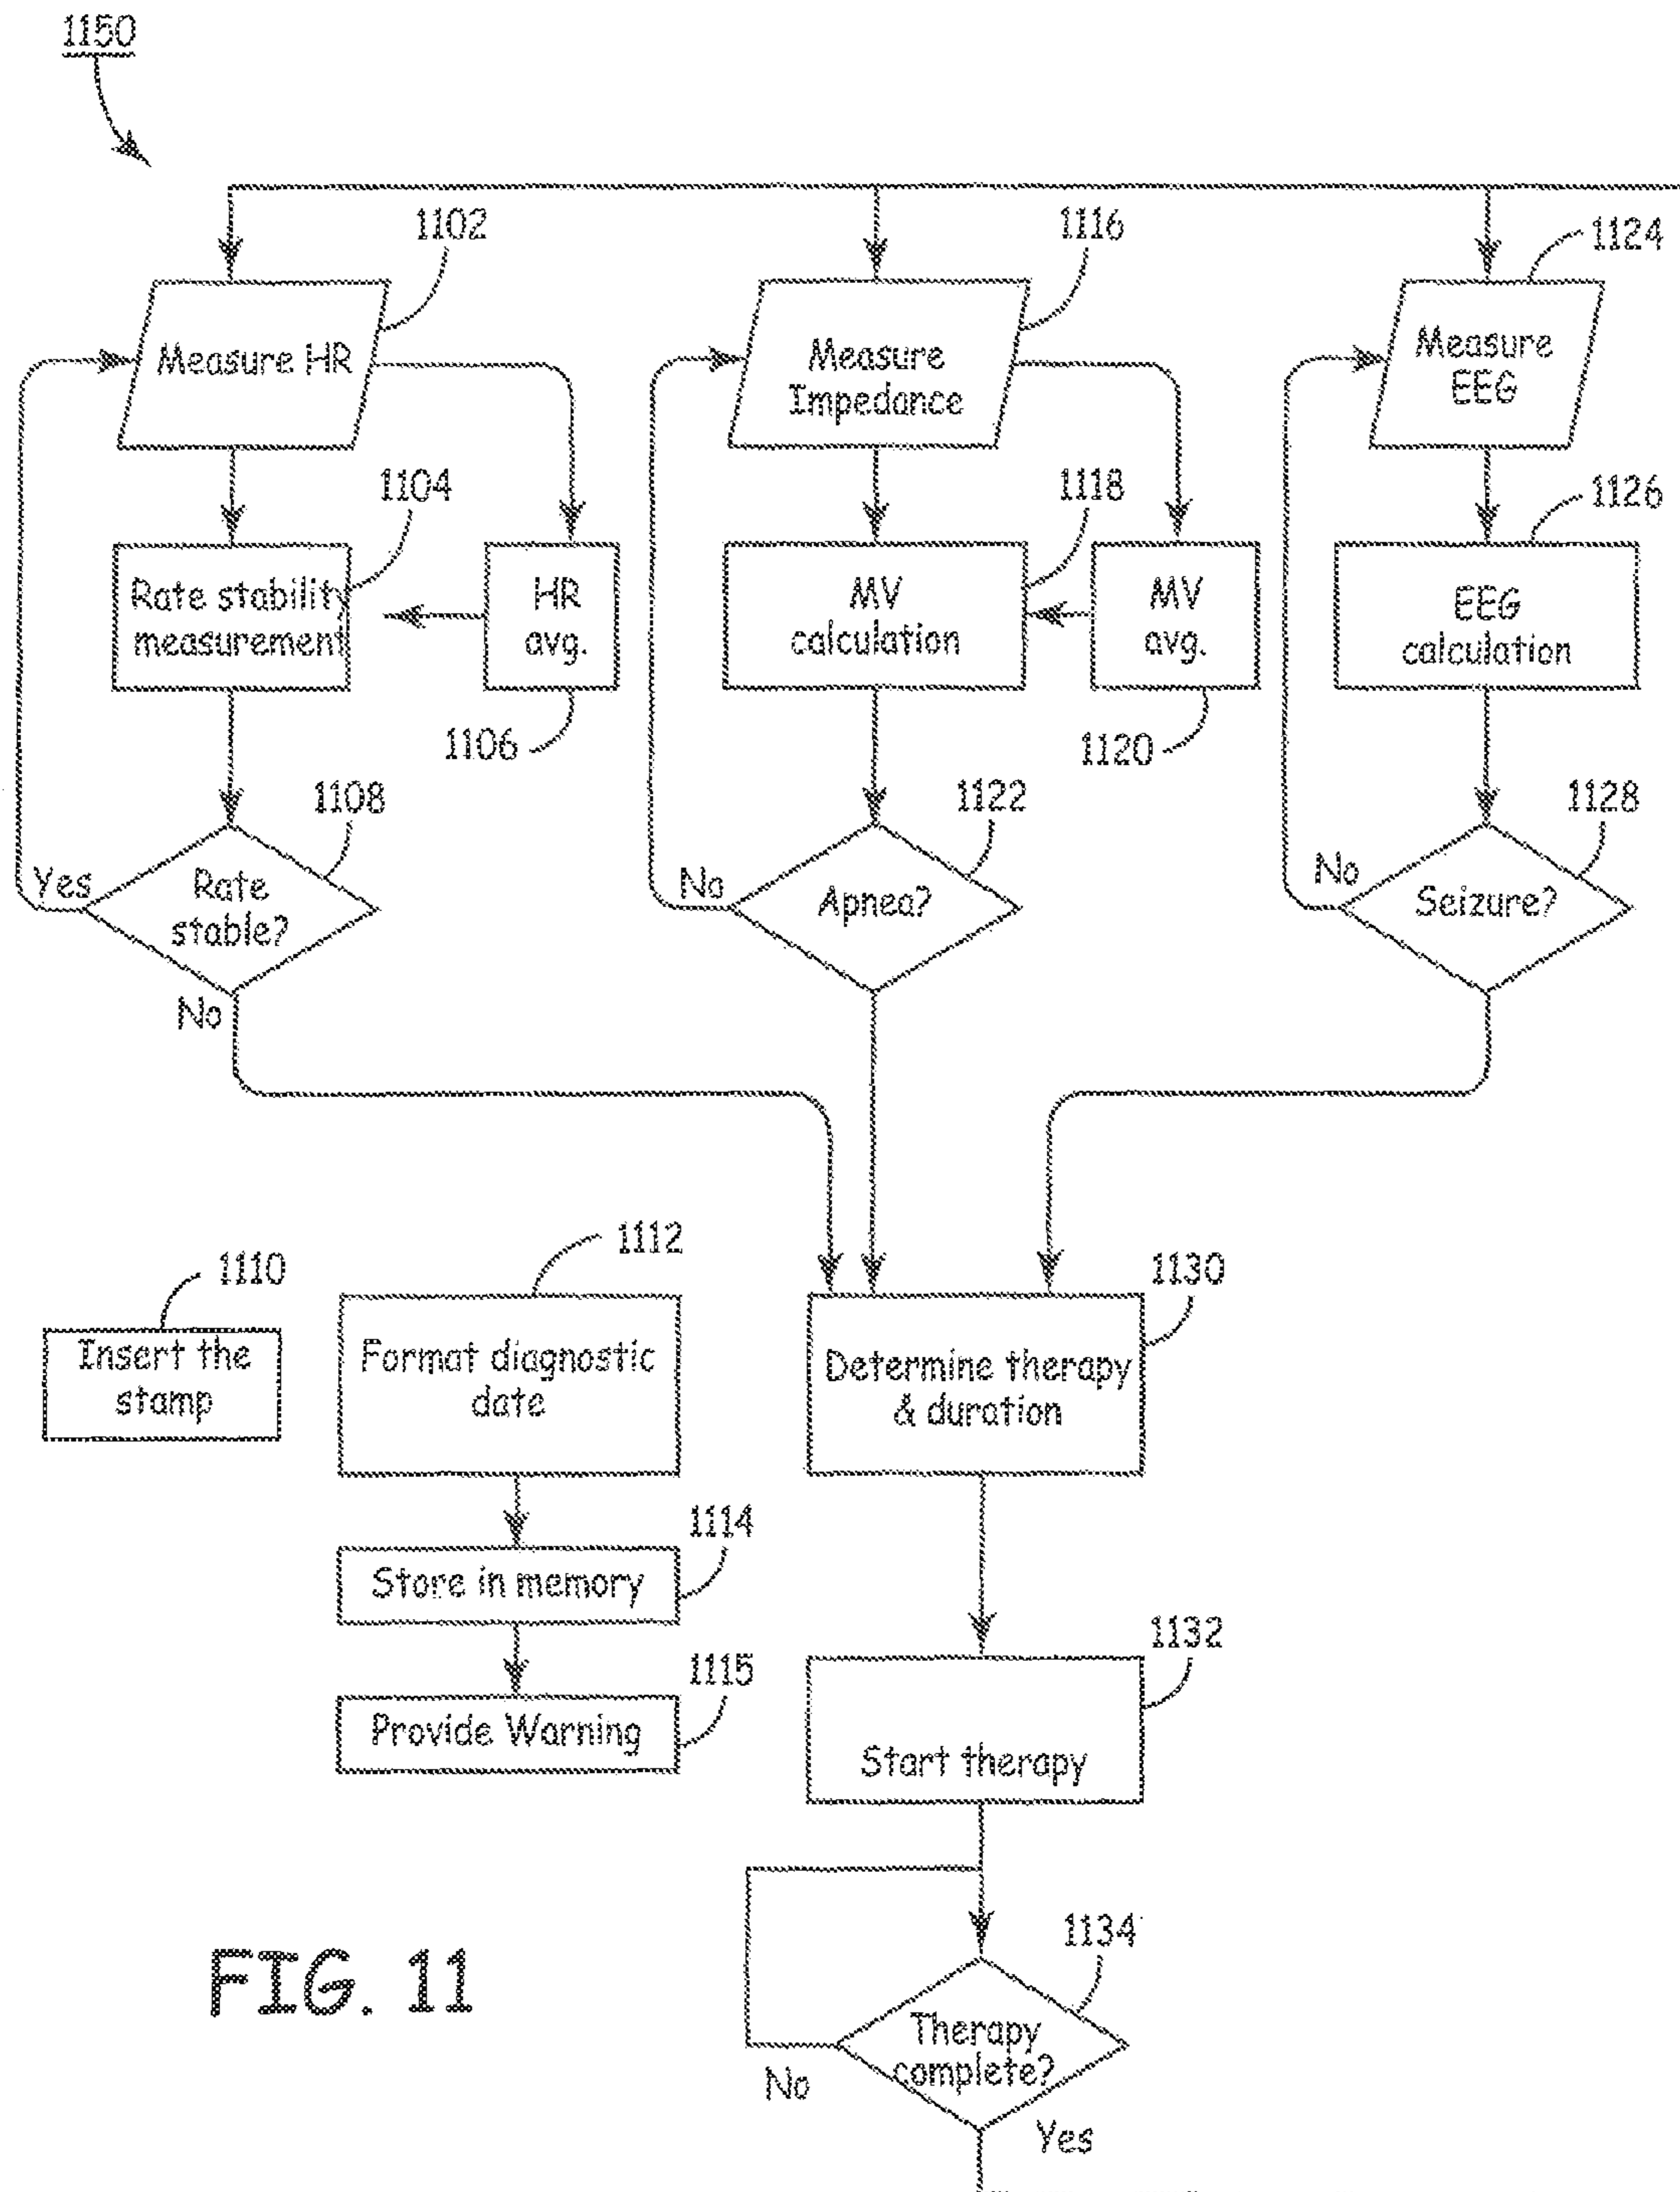 1150
1102
1116
1124
Measure HR
Measure
Impedance
Measure
EEG
1104
1118
1126
Rate stability
measurement
HR
avg.
MV
calculation
MV
avg.
EEG
calculation
1106
1120
1108
1122
1128
Yes
Rate
stable?
No
Apnea?
No
Seizure?
No
1112
1110
1130
Insert the
stamp
Format diagnostic
date
Determine therapy
& duration
1114
Store in memory
1132
1115
Provide Warning
Start therapy
1134
FIG. 11
Therapy
complete?
No
Yes